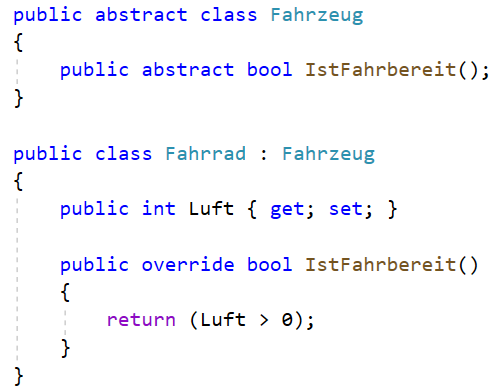 public abstract class Fahrzeug
{
    public abstract bool IstFahrbereit();
}
public class Fahrrad : Fahrzeug
{
    public int Luft { get; set; }
    public override bool IstFahrbereit()
    {
        return (Luft > 0);
    }
}